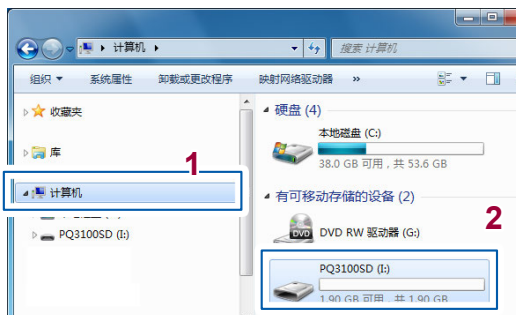 计算机
搜索 计算机
组织 系统属性 卸载或更改程序 映射网络驱动器 »
收藏夹
库
1
计算机
PQ3100SD (I:)
硬盘 (4)
本地磁盘 (C:)
38.0 GB 可用，共 53.6 GB
有可移动存储的设备 (2)
2
DVD RW 驱动器 (G:)
PQ3100SD (I:)
1.90 GB 可用，共 1.90 GB